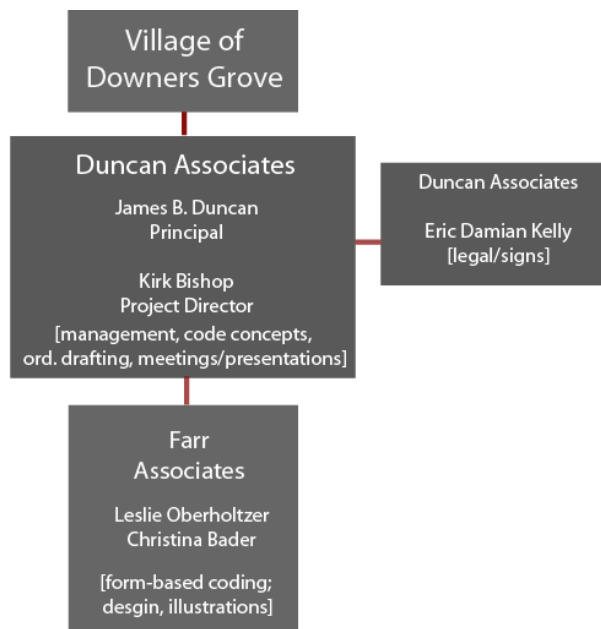 Village of
Downers Grove
Duncan Associates
James B. Duncan
Principal
Kirk Bishop
Project Director
[management, code concepts,
ord. drafting, meetings/presentations]
Duncan Associates
Eric Damian Kelly
[legal/signs]
Farr
Associates
Leslie Oberholtzer
Christina Bader
[form-based coding;
desgin, illustrations]